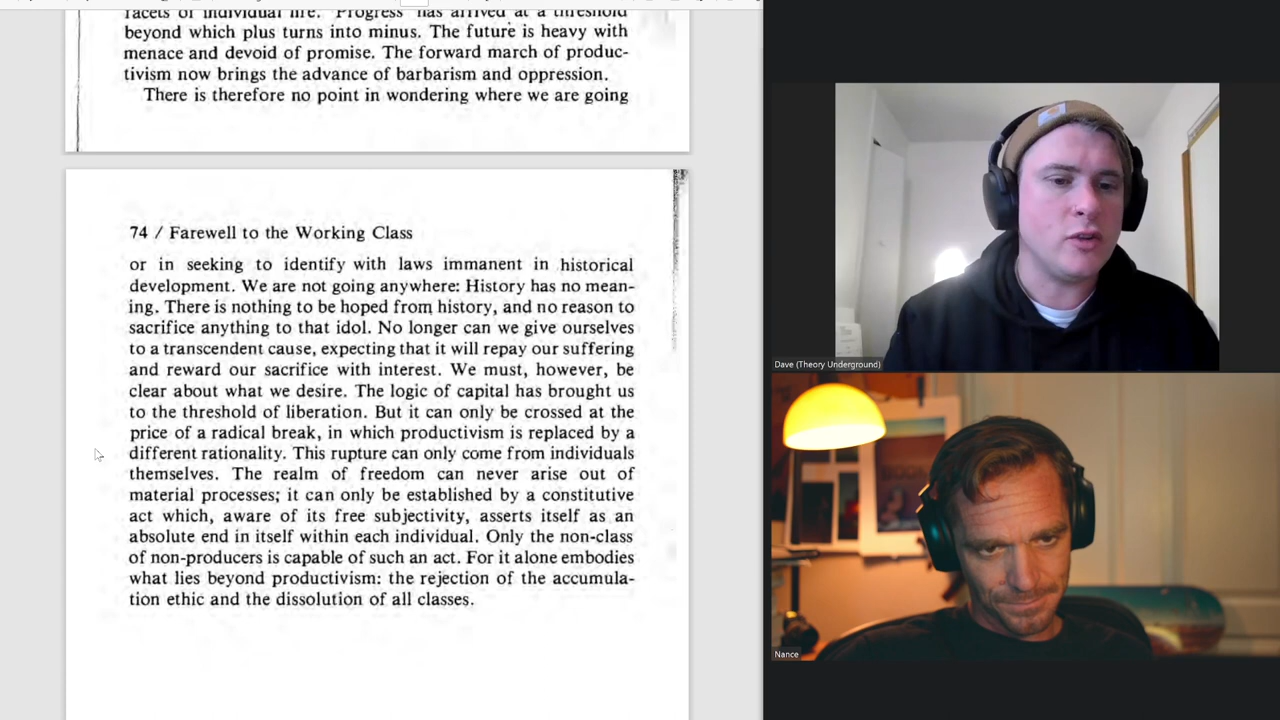 facets of individual life. 'Progress' has arrived at a threshold
beyond which plus turns into minus. The future is heavy with
menace and devoid of promise. The forward march of produc-
tivism now brings the advance of barbarism and oppression.
There is therefore no point in wondering where we are going
74 / Farewell to the Working Class
or in seeking to identify with laws immanent in historical
development. We are not going anywhere: History has no mean-
ing. There is nothing to be hoped from history, and no reason to
sacrifice anything to that idol. No longer can we give ourselves
to a transcendent cause, expecting that it will repay our suffering
and reward our sacrifice with interest. We must, however, be
clear about what we desire. The logic of capital has brought us
to the threshold of liberation. But it can only be crossed at the
price of a radical break, in which productivism is replaced by a
different rationality. This rupture can only come from individuals
themselves. The realm of freedom can never arise out of
material processes; it can only be established by a constitutive
act which, aware of its free subjectivity, asserts itself as an
absolute end in itself within each individual. Only the non-class
of non-producers is capable of such an act. For it alone embodies
what lies beyond productivism: the rejection of the accumula-
tion ethic and the dissolution of all classes.
Dave (Theory Underground)
Nance